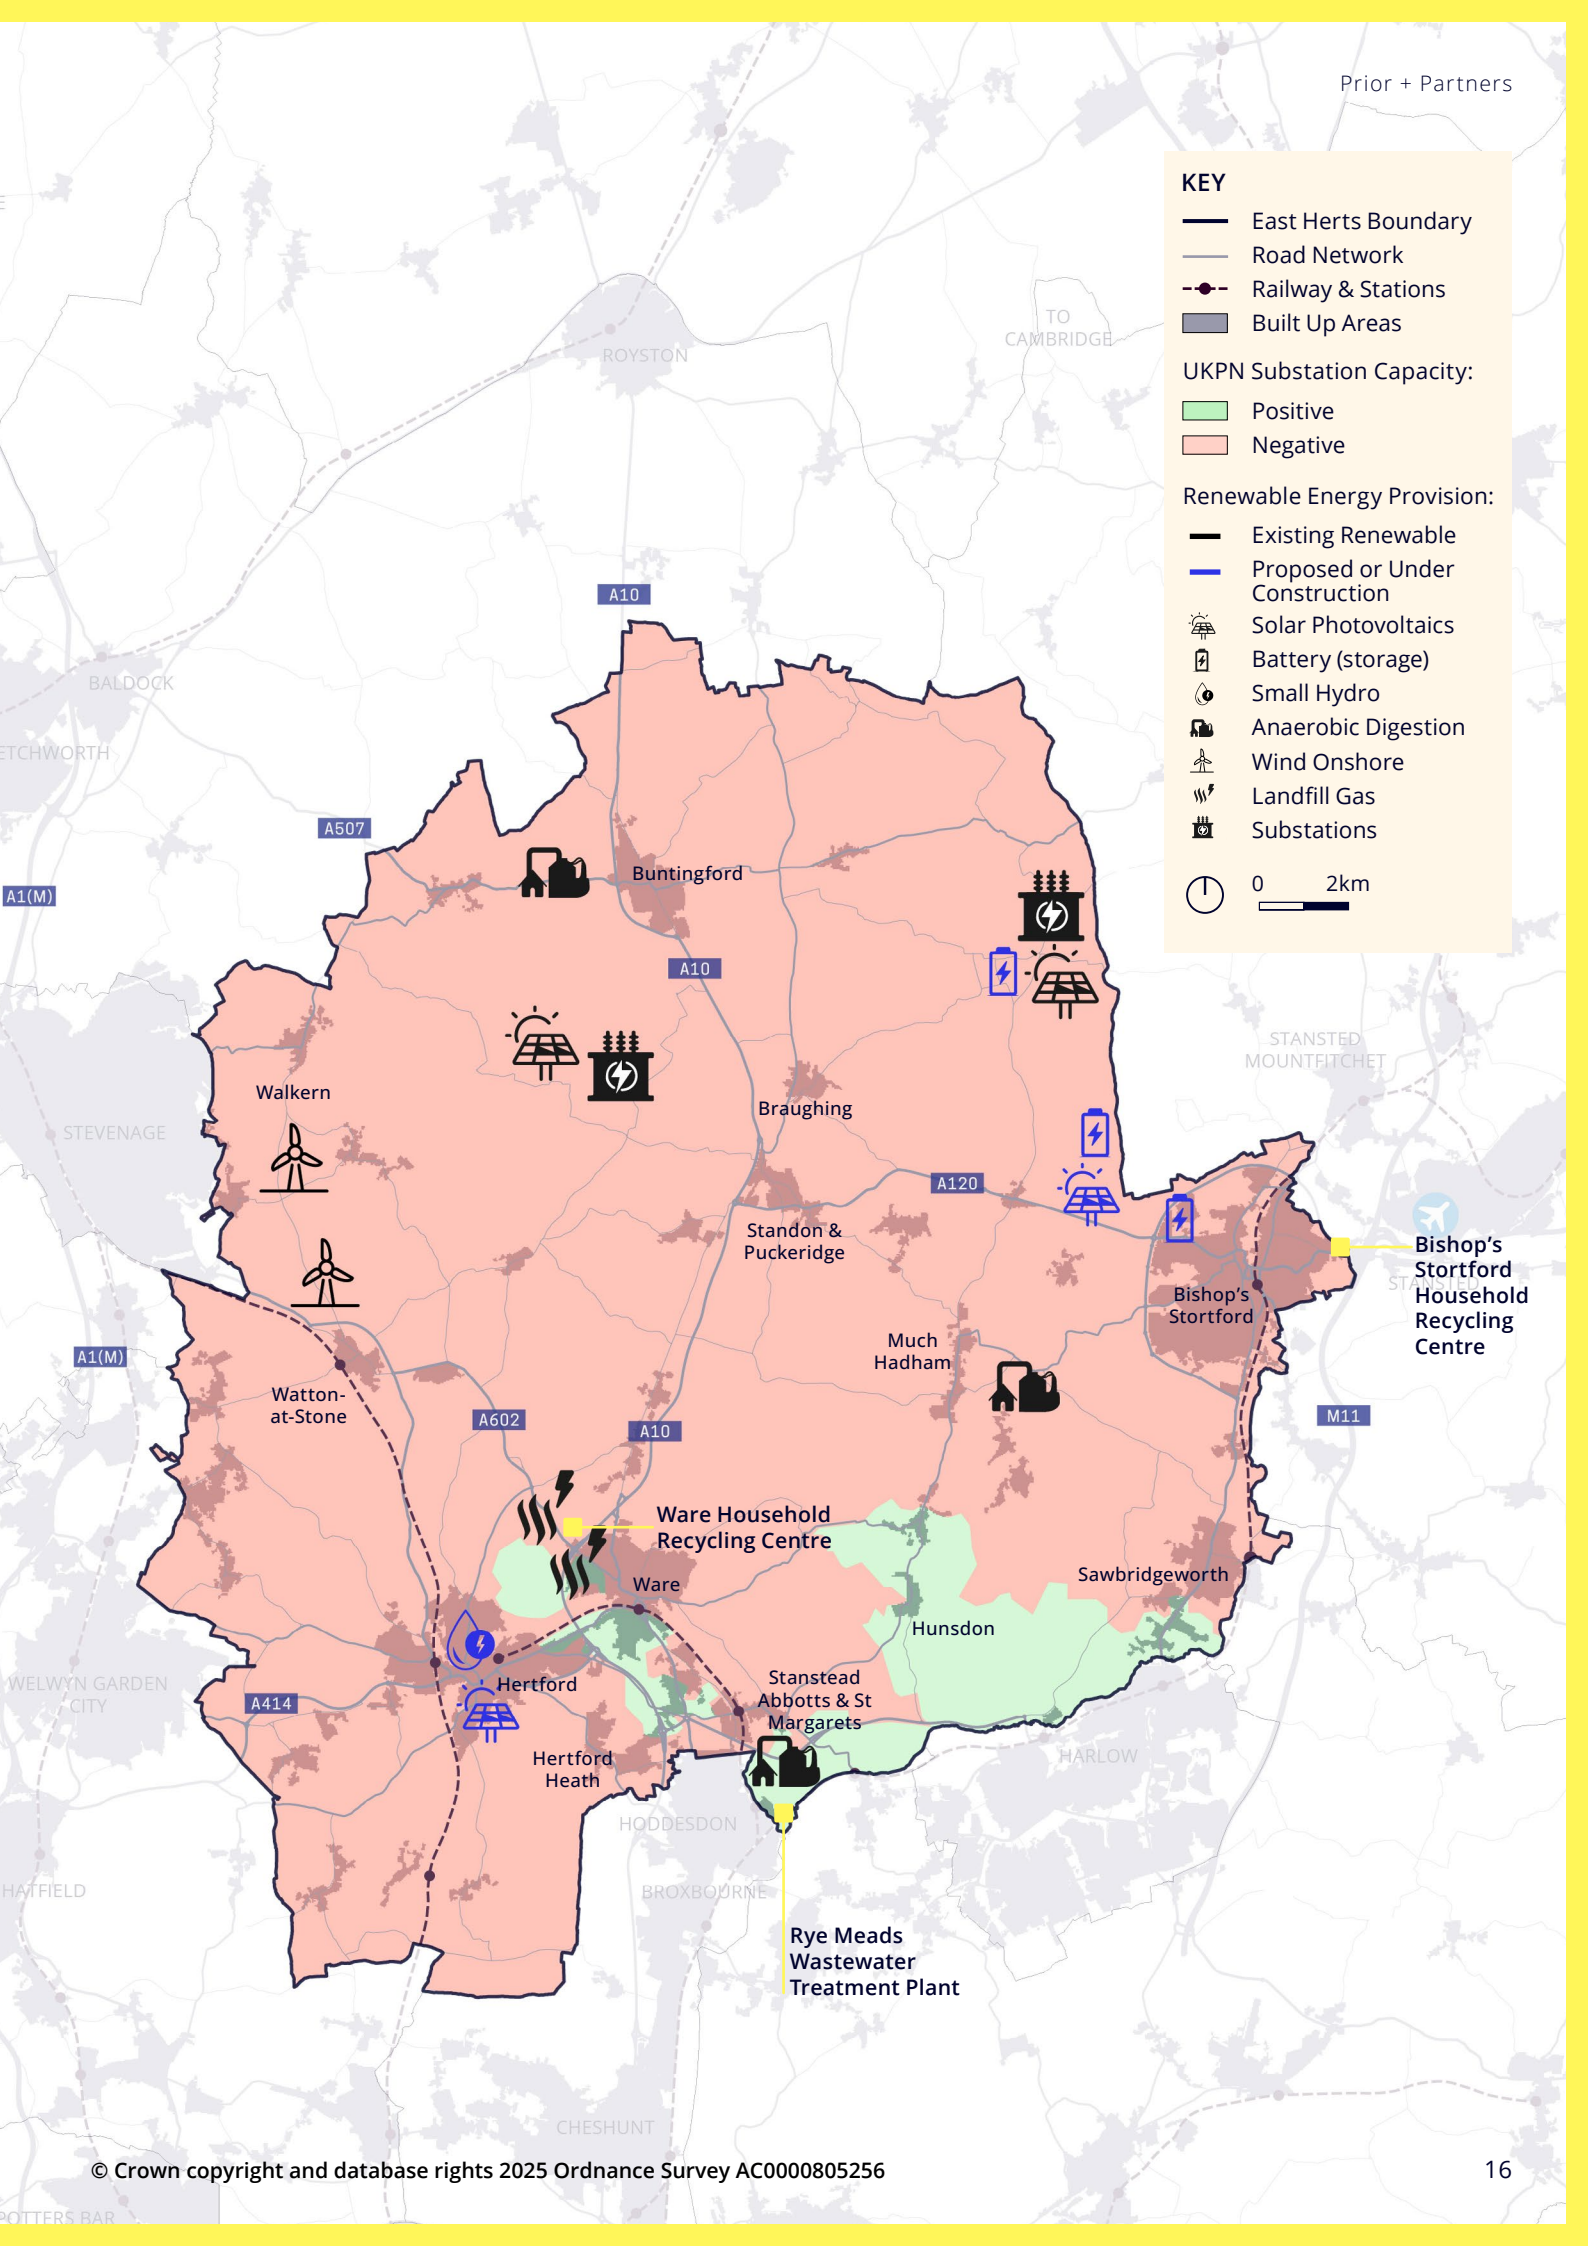 Prior + Partners
KEY
East Herts Boundary
Road Network
Railway & Stations
Built Up Areas
UKPN Substation Capacity:
Positive
Negative
Renewable Energy Provision:
Existing Renewable
Proposed or Under
Construction
Solar Photovoltaics
Battery (storage)
Small Hydro
Anaerobic Digestion
Wind Onshore
Landfill Gas
Substations
0 2km
TO
CAMBRIDGE
ROYSTON
A10
BALDOCK
ETCHWORTH
A507
Buntingford
A1(M)
A10
STANSTED
MOUNTFITCHET
Walkern
Braughing
STEVENAGE
A120
Standon &
Puckeridge
Bishop's
Stortford
Household
Recycling
Centre
STANSTED
Bishop's
Stortford
Much
Hadham
A1(M)
Watton-
at-Stone
A602
A10
M11
Ware Household
Recycling Centre
Sawbridgeworth
Ware
Hunsdon
WELWYN GARDEN
CITY
Hertford
A414
Stanstead
Abbotts & St
Margarets
Hertford
Heath
HARLOW
HODDESDON
HATFIELD
BROXBOURNE
Rye Meads
Wastewater
Treatment Plant
CHESHUNT
© Crown copyright and database rights 2025 Ordnance Survey AC0000805256
16
POTTERS BAR